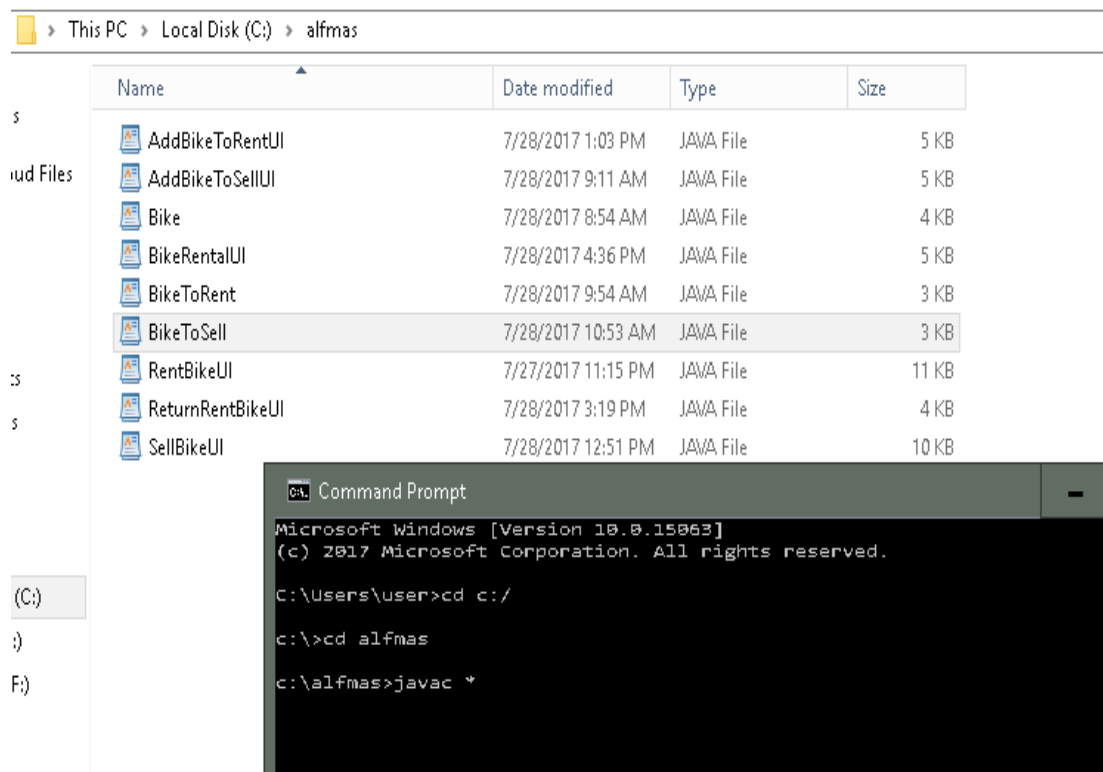 > This PC > Local Disk (C:) > alfmas
Name Date modified Type Size
s
AddBikeToRentUI 7/28/2017 1:03 PM JAVA File 5 KB
oud Files
AddBikeToSellUI 7/28/2017 9:11 AM JAVA File 5 KB
Bike 7/28/2017 8:54 AM JAVA File 4 KB
BikeRentalUI 7/28/2017 4:36 PM JAVA File 5 KB
BikeToRent 7/28/2017 9:54 AM JAVA File 3 KB
BikeToSell 7/28/2017 10:53 AM JAVA File 3 KB
cs
RentBikeUI 7/27/2017 11:15 PM JAVA File 11 KB
s
ReturnRentBikeUI 7/28/2017 3:19 PM JAVA File 4 KB
SellBikeUI 7/28/2017 12:51 PM JAVA File 10 KB
Command Prompt
Microsoft Windows [Version 10.0.15063]
(c) 2017 Microsoft Corporation. All rights reserved.
(C:)
C:\Users\user>cd c:/
:)
c:\>cd alfmas
F:)
c:\alfmas>javac *